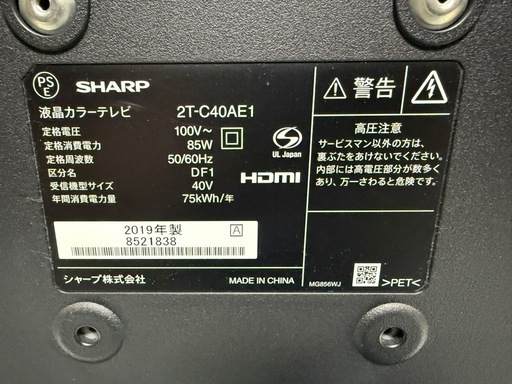 PS
E
SHARP
液晶カラーテレビ 2T-C40AE1
定格電圧 100V~
定格消費電力 85W
定格周波数 50/60Hz
区分名 DF1
受信機型サイズ 40V
年間消費電力量 75kWh/年
UL Japan
HDMI
2019年製 A
8521838
シャープ株式会社 MADE IN CHINA
警告
高圧注意
サービスマン以外の方は、
裏ぶたをあけないでください。
内部には高電圧部分が数多く
あり、万一さわると危険です。
MG856WJ
>PET<